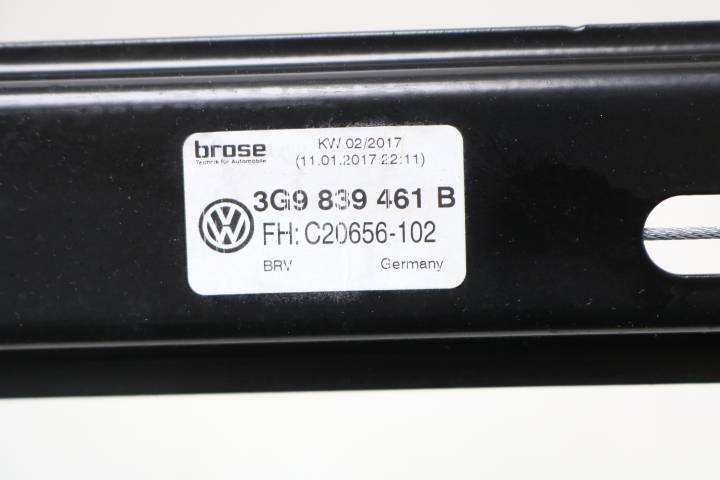 brose
Technik für Automobile
KW 02/2017
(11.01.2017 22:11)
3G9 839 461 B
FH: C20656-102
BRV
Germany